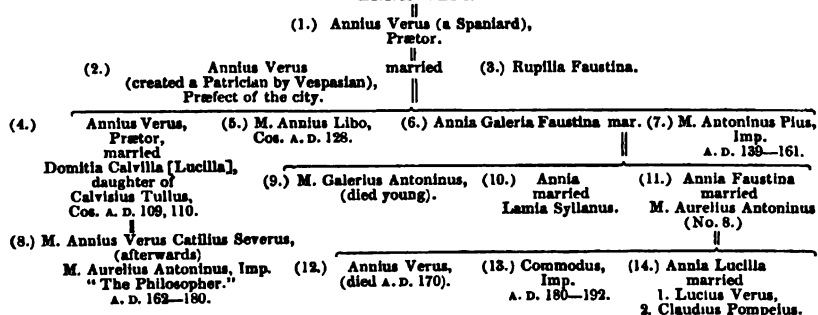 (1.) Annius Verus (a Spaniard),
Prætor.
(2.) Annius Verus married (3.) Rupilia Faustina.
(created a Patrician by Vespasian),
Præfect of the city.
(4.) Annius Verus, (5.) M. Annius Libo, (6.) Annia Galeria Faustina mar. (7.) M. Antoninus Pius,
Prætor, Cos. A. D. 128. Imp.
married A. D. 139—161.
Domitia Calvilla [Lucilla],
daughter of (9.) M. Galerius Antoninus, (10.) Annia (11.) Annia Faustina
Calvisius Tullus, (died young). married married
Cos. A. D. 109, 110. Lamia Syllanus. M. Aurelius Antoninus
(No. 8.)
(8.) M. Annius Verus Catilius Severus,
(afterwards)
M. Aurelius Antoninus, Imp. (12.) Annius Verus, (13.) Commodus, (14.) Annia Lucilla
"The Philosopher." (died A. D. 170). Imp. married
A. D. 162—180. A. D. 180—192. 1. Lucius Verus,
2. Claudius Pompeius.